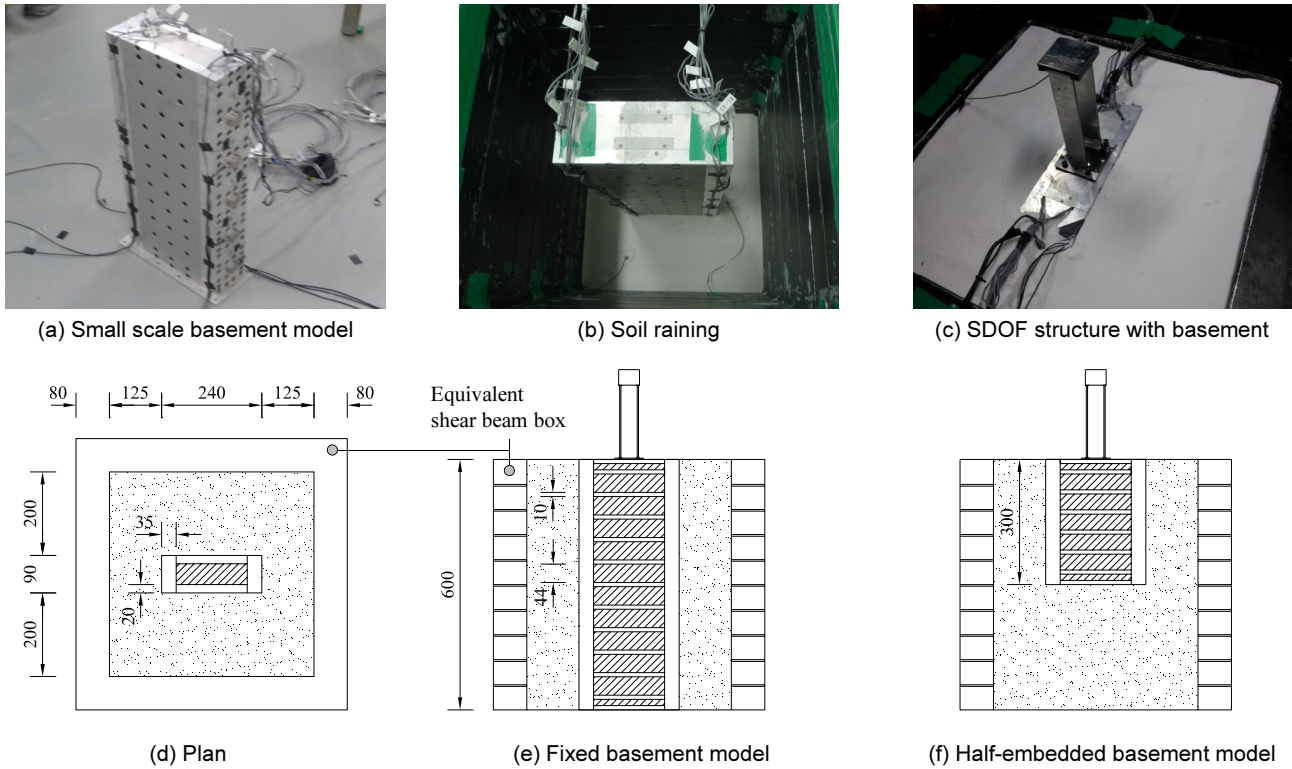 (a) Small scale basement model
(b) Soil raining
(c) SDOF structure with basement
80
125
240
125
80
Equivalent
shear beam box
200
35
90
20
200
600
10
44
300
(d) Plan
(e) Fixed basement model
(f) Half-embedded basement model